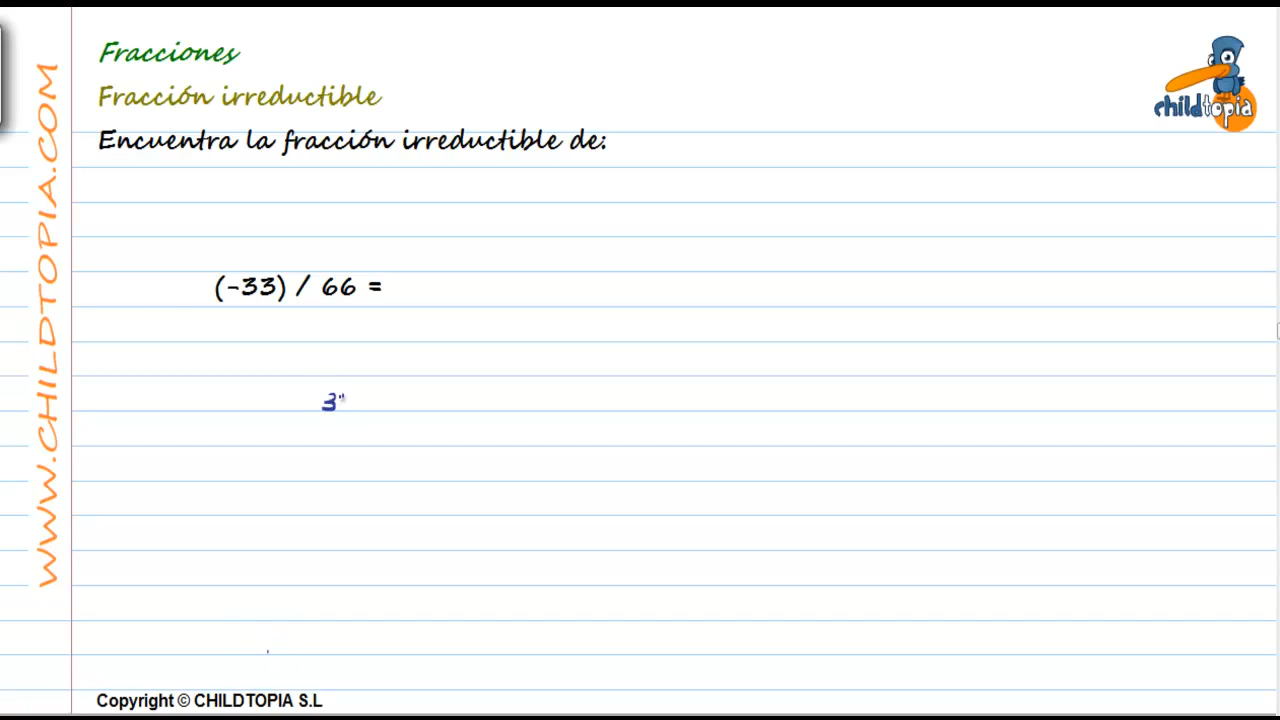 Fracciones
Fracción irreductible
Encuentra la fracción irreductible de:
childtopia
WWW.CHILDTOPIA.COM
(-33) / 66 =
3
Copyright © CHILDTOPIA S.L